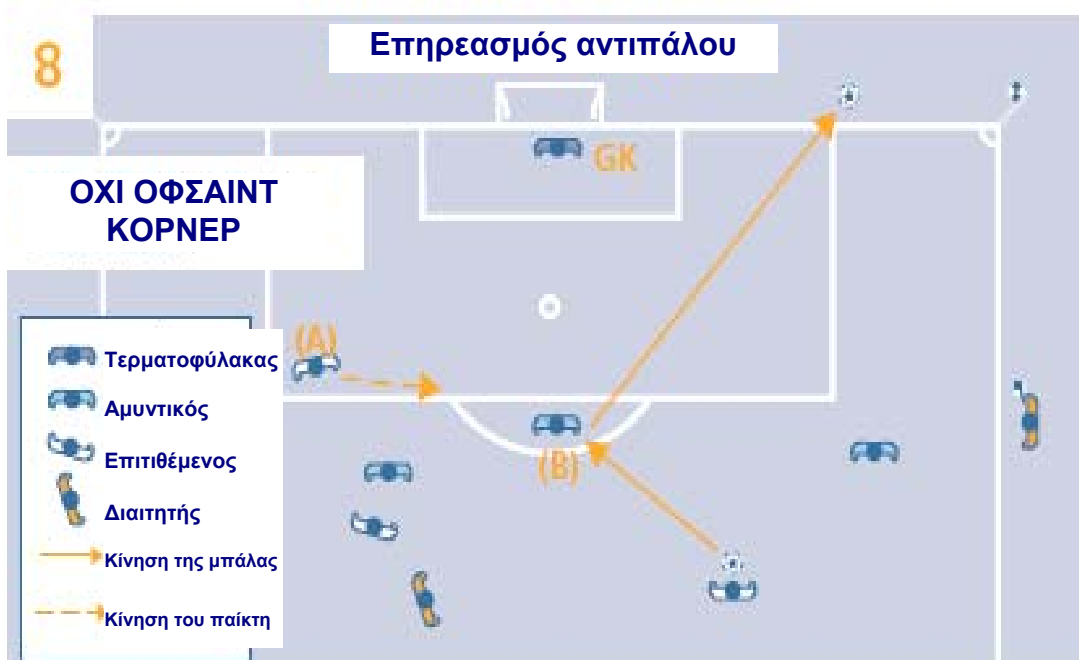 8
Επηρεασμός αντιπάλου
GK
ΟΧΙ ΟΦΣΑΙΝΤ
ΚΟΡΝΕΡ
(A)
(B)
Τερματοφύλακας
Αμυντικός
Επιτιθέμενος
Διαιτητής
Κίνηση της μπάλας
Κίνηση του παίκτη